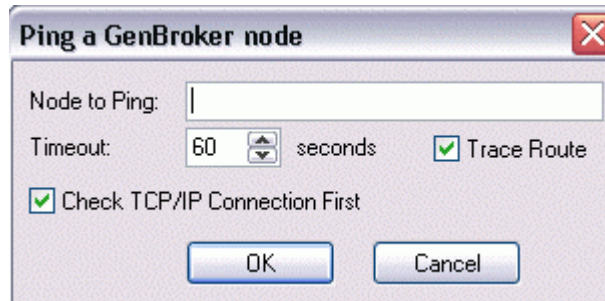 Ping a GenBroker node
Node to Ping:
Timeout: 60 seconds Trace Route
Check TCP/IP Connection First
OK Cancel